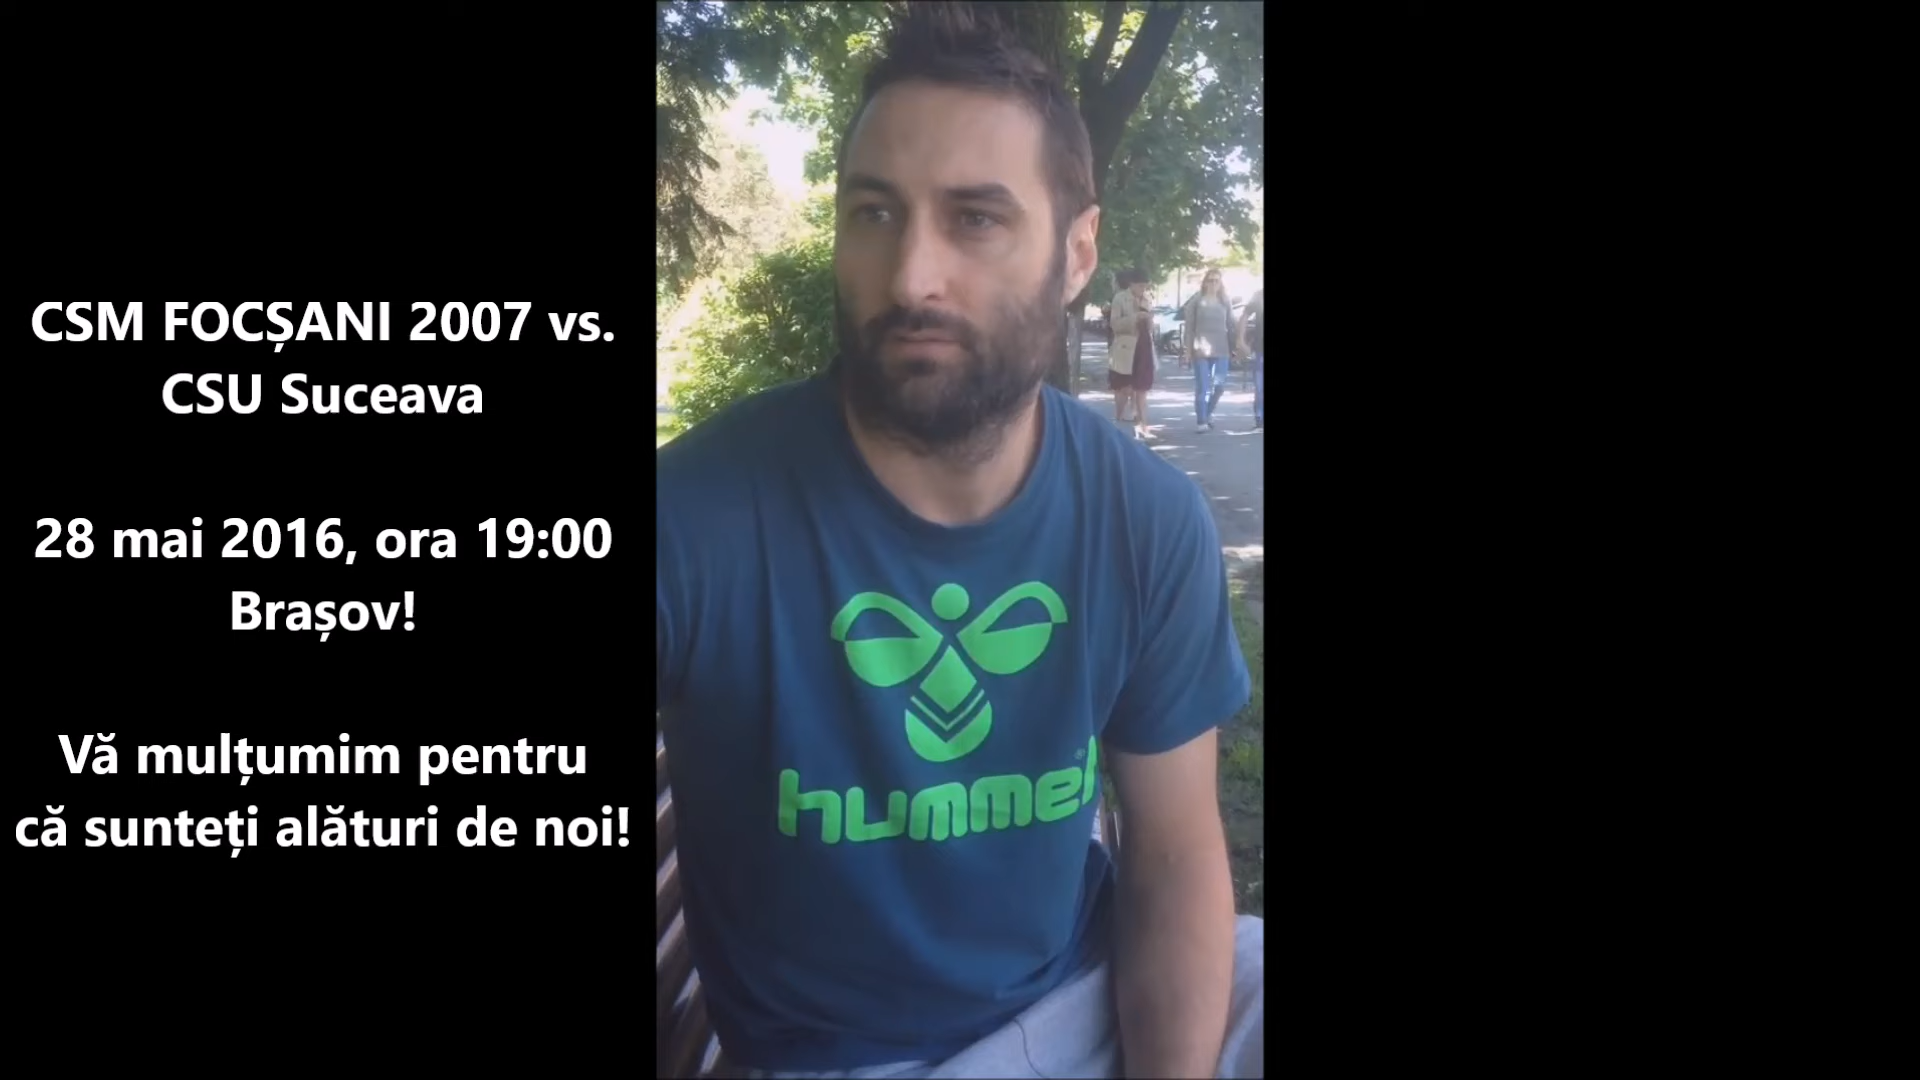 CSM FOCȘANI 2007 vs.
CSU Suceava
28 mai 2016, ora 19:00
Brașov!
Vă mulțumim pentru
că sunteți alături de noi!
hummel